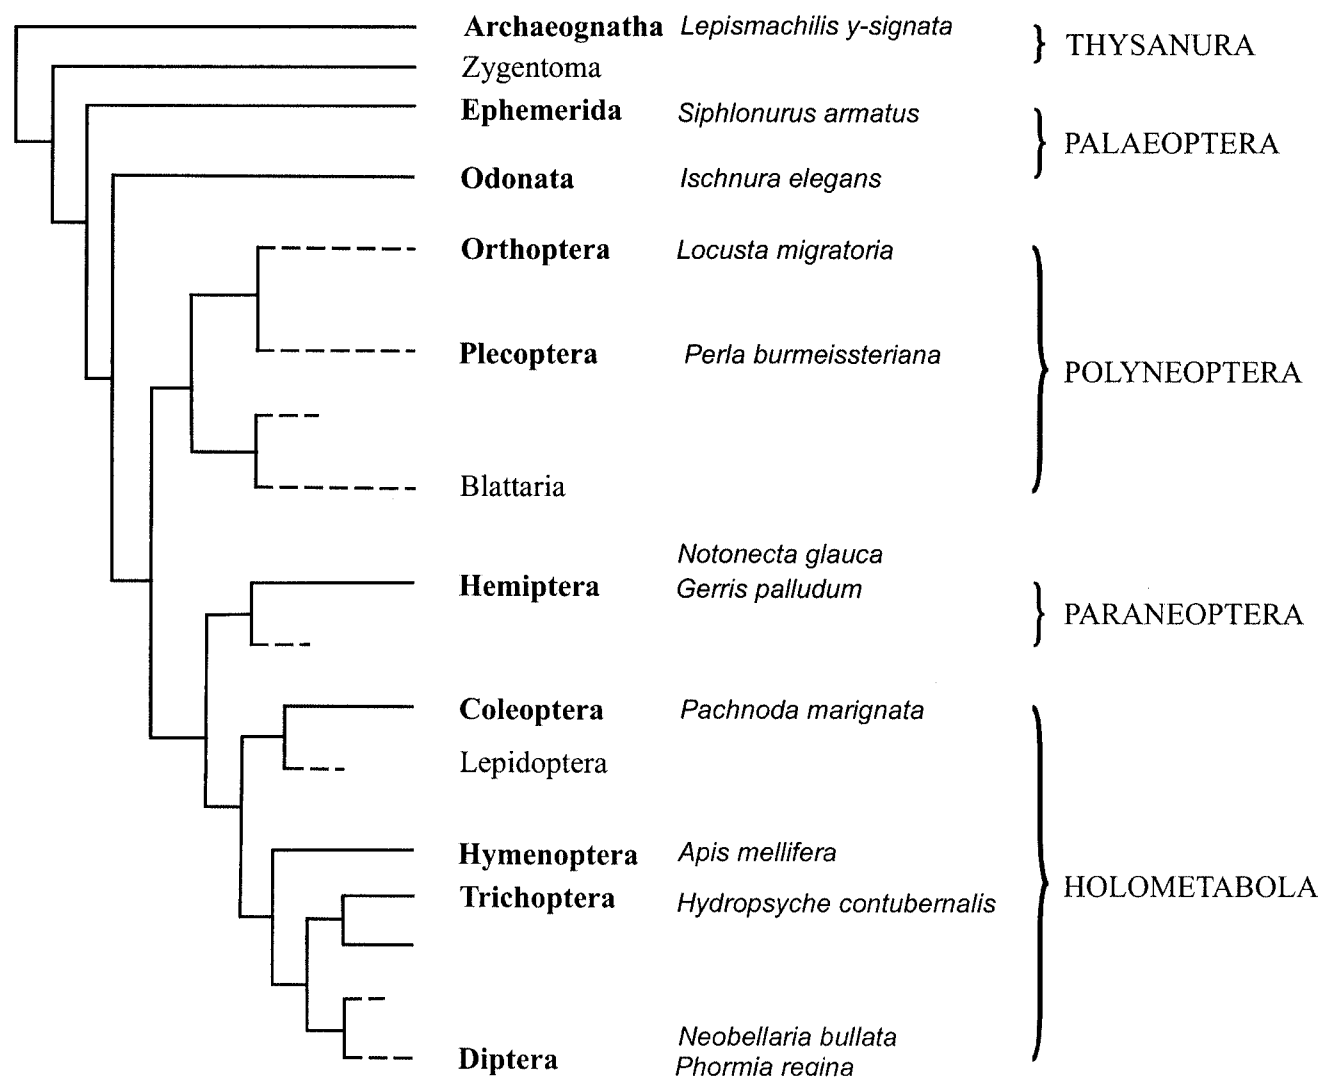 Archaeognatha Lepismachilis y-signata
THYSANURA
Zygentoma
Ephemerida Siphlonurus armatus
PALAEOPTERA
Odonata Ischnura elegans
Orthoptera Locusta migratoria
Plecoptera Perla burmeissteriana
POLYNEOPTERA
Blattaria
Notonecta glauca
Hemiptera Gerris palludum
PARANEOPTERA
Coleoptera Pachnoda marignata
Lepidoptera
Hymenoptera Apis mellifera
HOLOMETABOLA
Trichoptera Hydropsyche contubernalis
Neobellaria bullata
Diptera Phormia regina